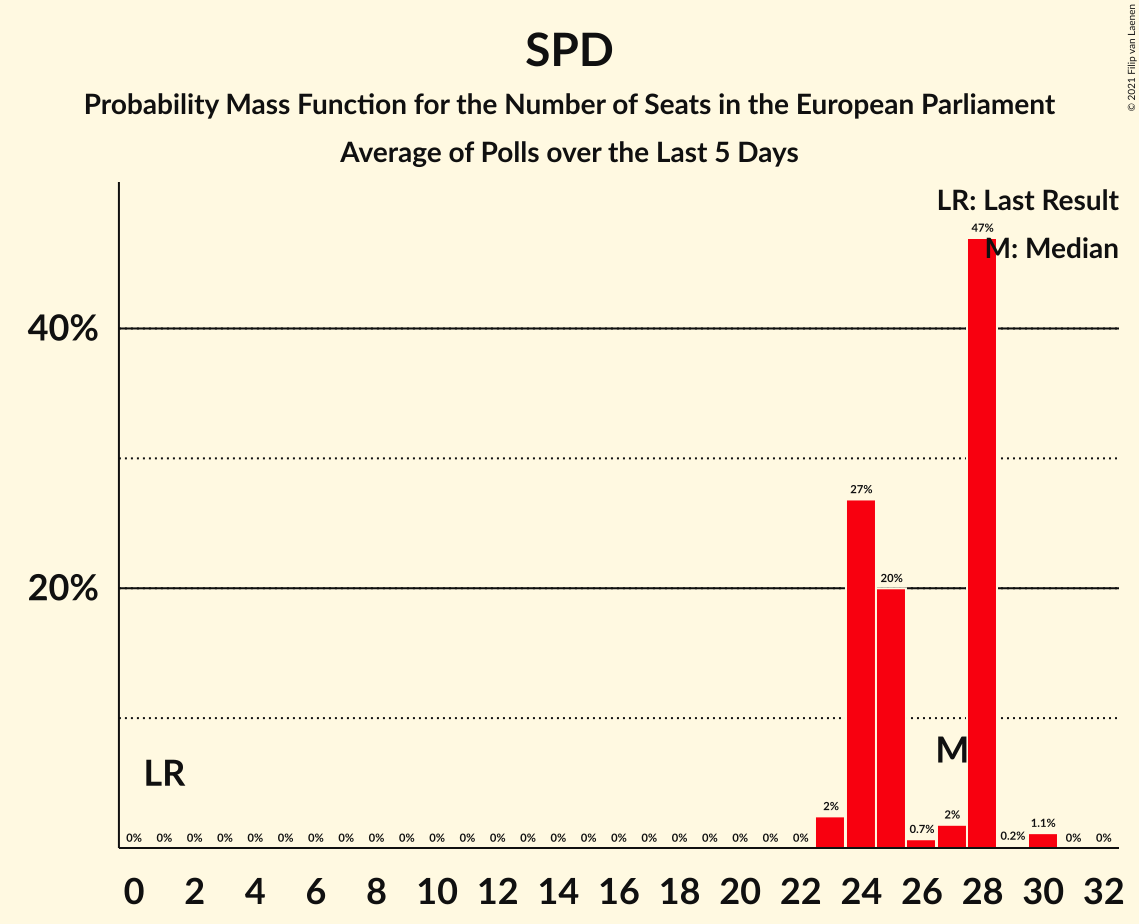 © 2021 Filip van Laenen
SPD
Probability Mass Function for the Number of Seats in the European Parliament
Average of Polls over the Last 5 Days
LR: Last Result
M: Median
47%
40%
27%
20%
20%
M
LR
0% 0% 0% 0% 0% 0% 0% 0% 0% 0% 0% 0% 0% 0% 0% 0% 0% 0% 0% 0% 0% 0% 0% 2% 0.7% 2% 0.2% 1.1% 0% 0%
0 2 4 6 8 10 12 14 16 18 20 22 24 26 28 30 32